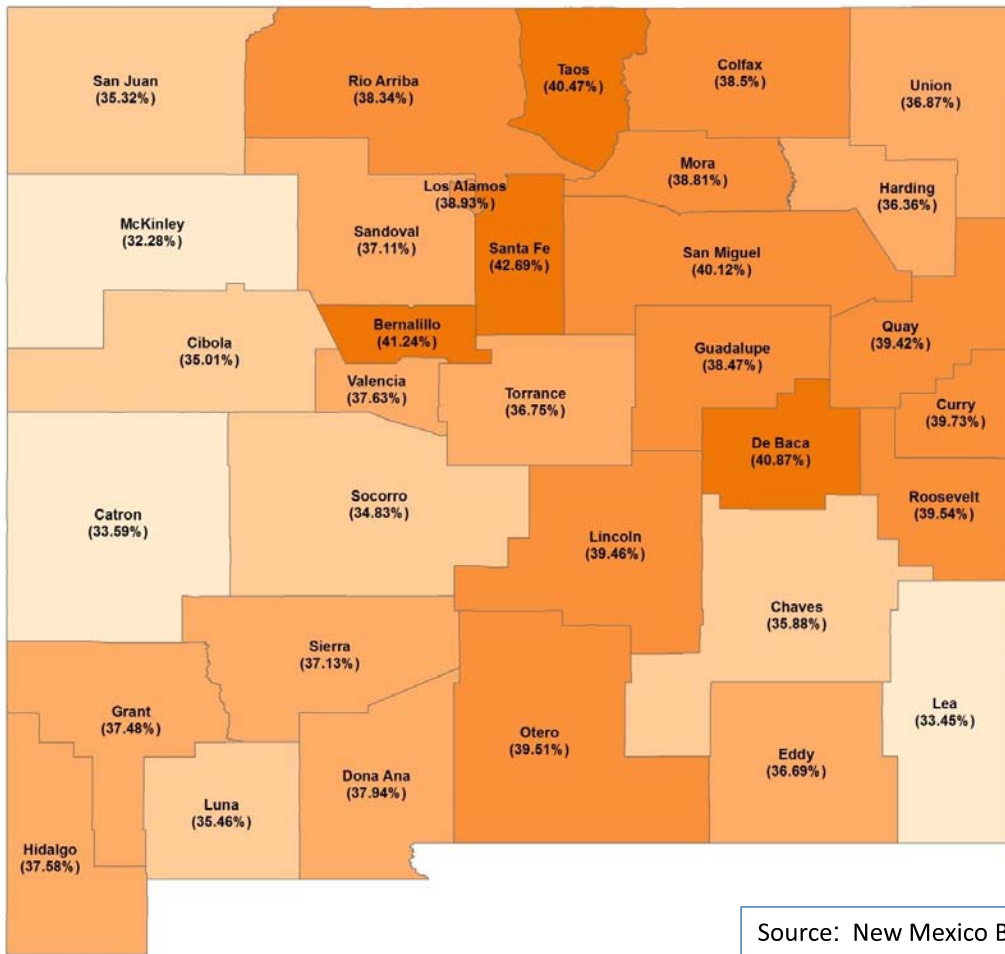 San Juan
(35.32%)
Rio Arriba
(38.34%)
Taos
(40.47%)
Colfax
(38.5%)
Union
(36.87%)
Mora
(38.81%)
Harding
(36.36%)
Los Alamos
(38.93%)
McKinley
(32.28%)
Sandoval
(37.11%)
Santa Fe
(42.69%)
San Miguel
(40.12%)
Cibola
(35.01%)
Bernalillo
(41.24%)
Quay
(39.42%)
Guadalupe
(38.47%)
Valencia
(37.63%)
Torrance
(36.75%)
Curry
(39.73%)
De Baca
(40.87%)
Catron
(33.59%)
Socorro
(34.83%)
Roosevelt
(39.54%)
Lincoln
(39.46%)
Chaves
(35.88%)
Sierra
(37.13%)
Grant
(37.48%)
Lea
(33.45%)
Otero
(39.51%)
Eddy
(36.69%)
Dona Ana
(37.94%)
Luna
(35.46%)
Hidalgo
(37.58%)
Source: New Mexico B